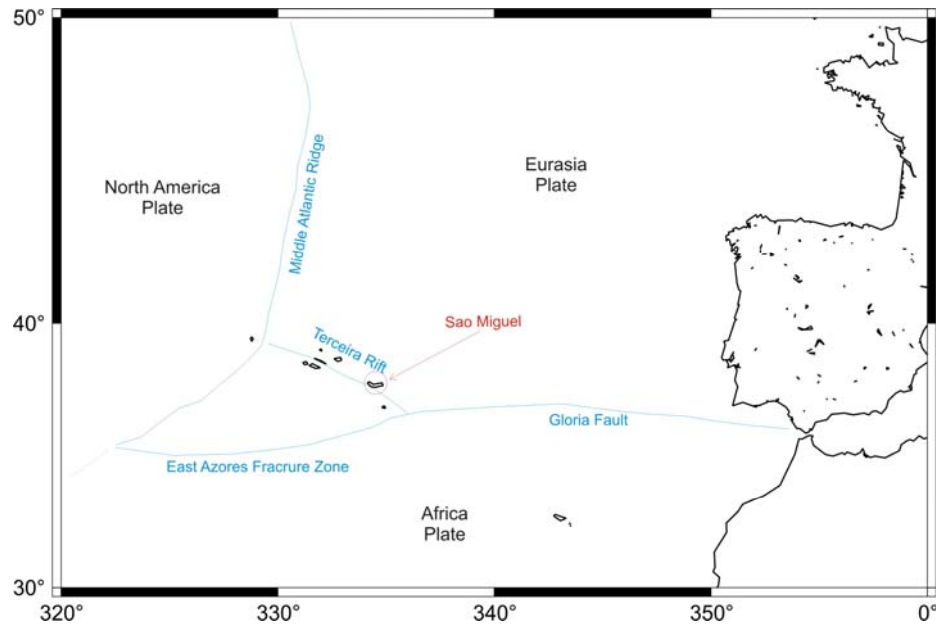 50°
North America
Plate
Middle Atlantic Ridge
Eurasia
Plate
40°
Terceira Rift
Sao Miguel
Gloria Fault
East Azores Fracrure Zone
Africa
Plate
30°
320°
330°
340°
350°
0°